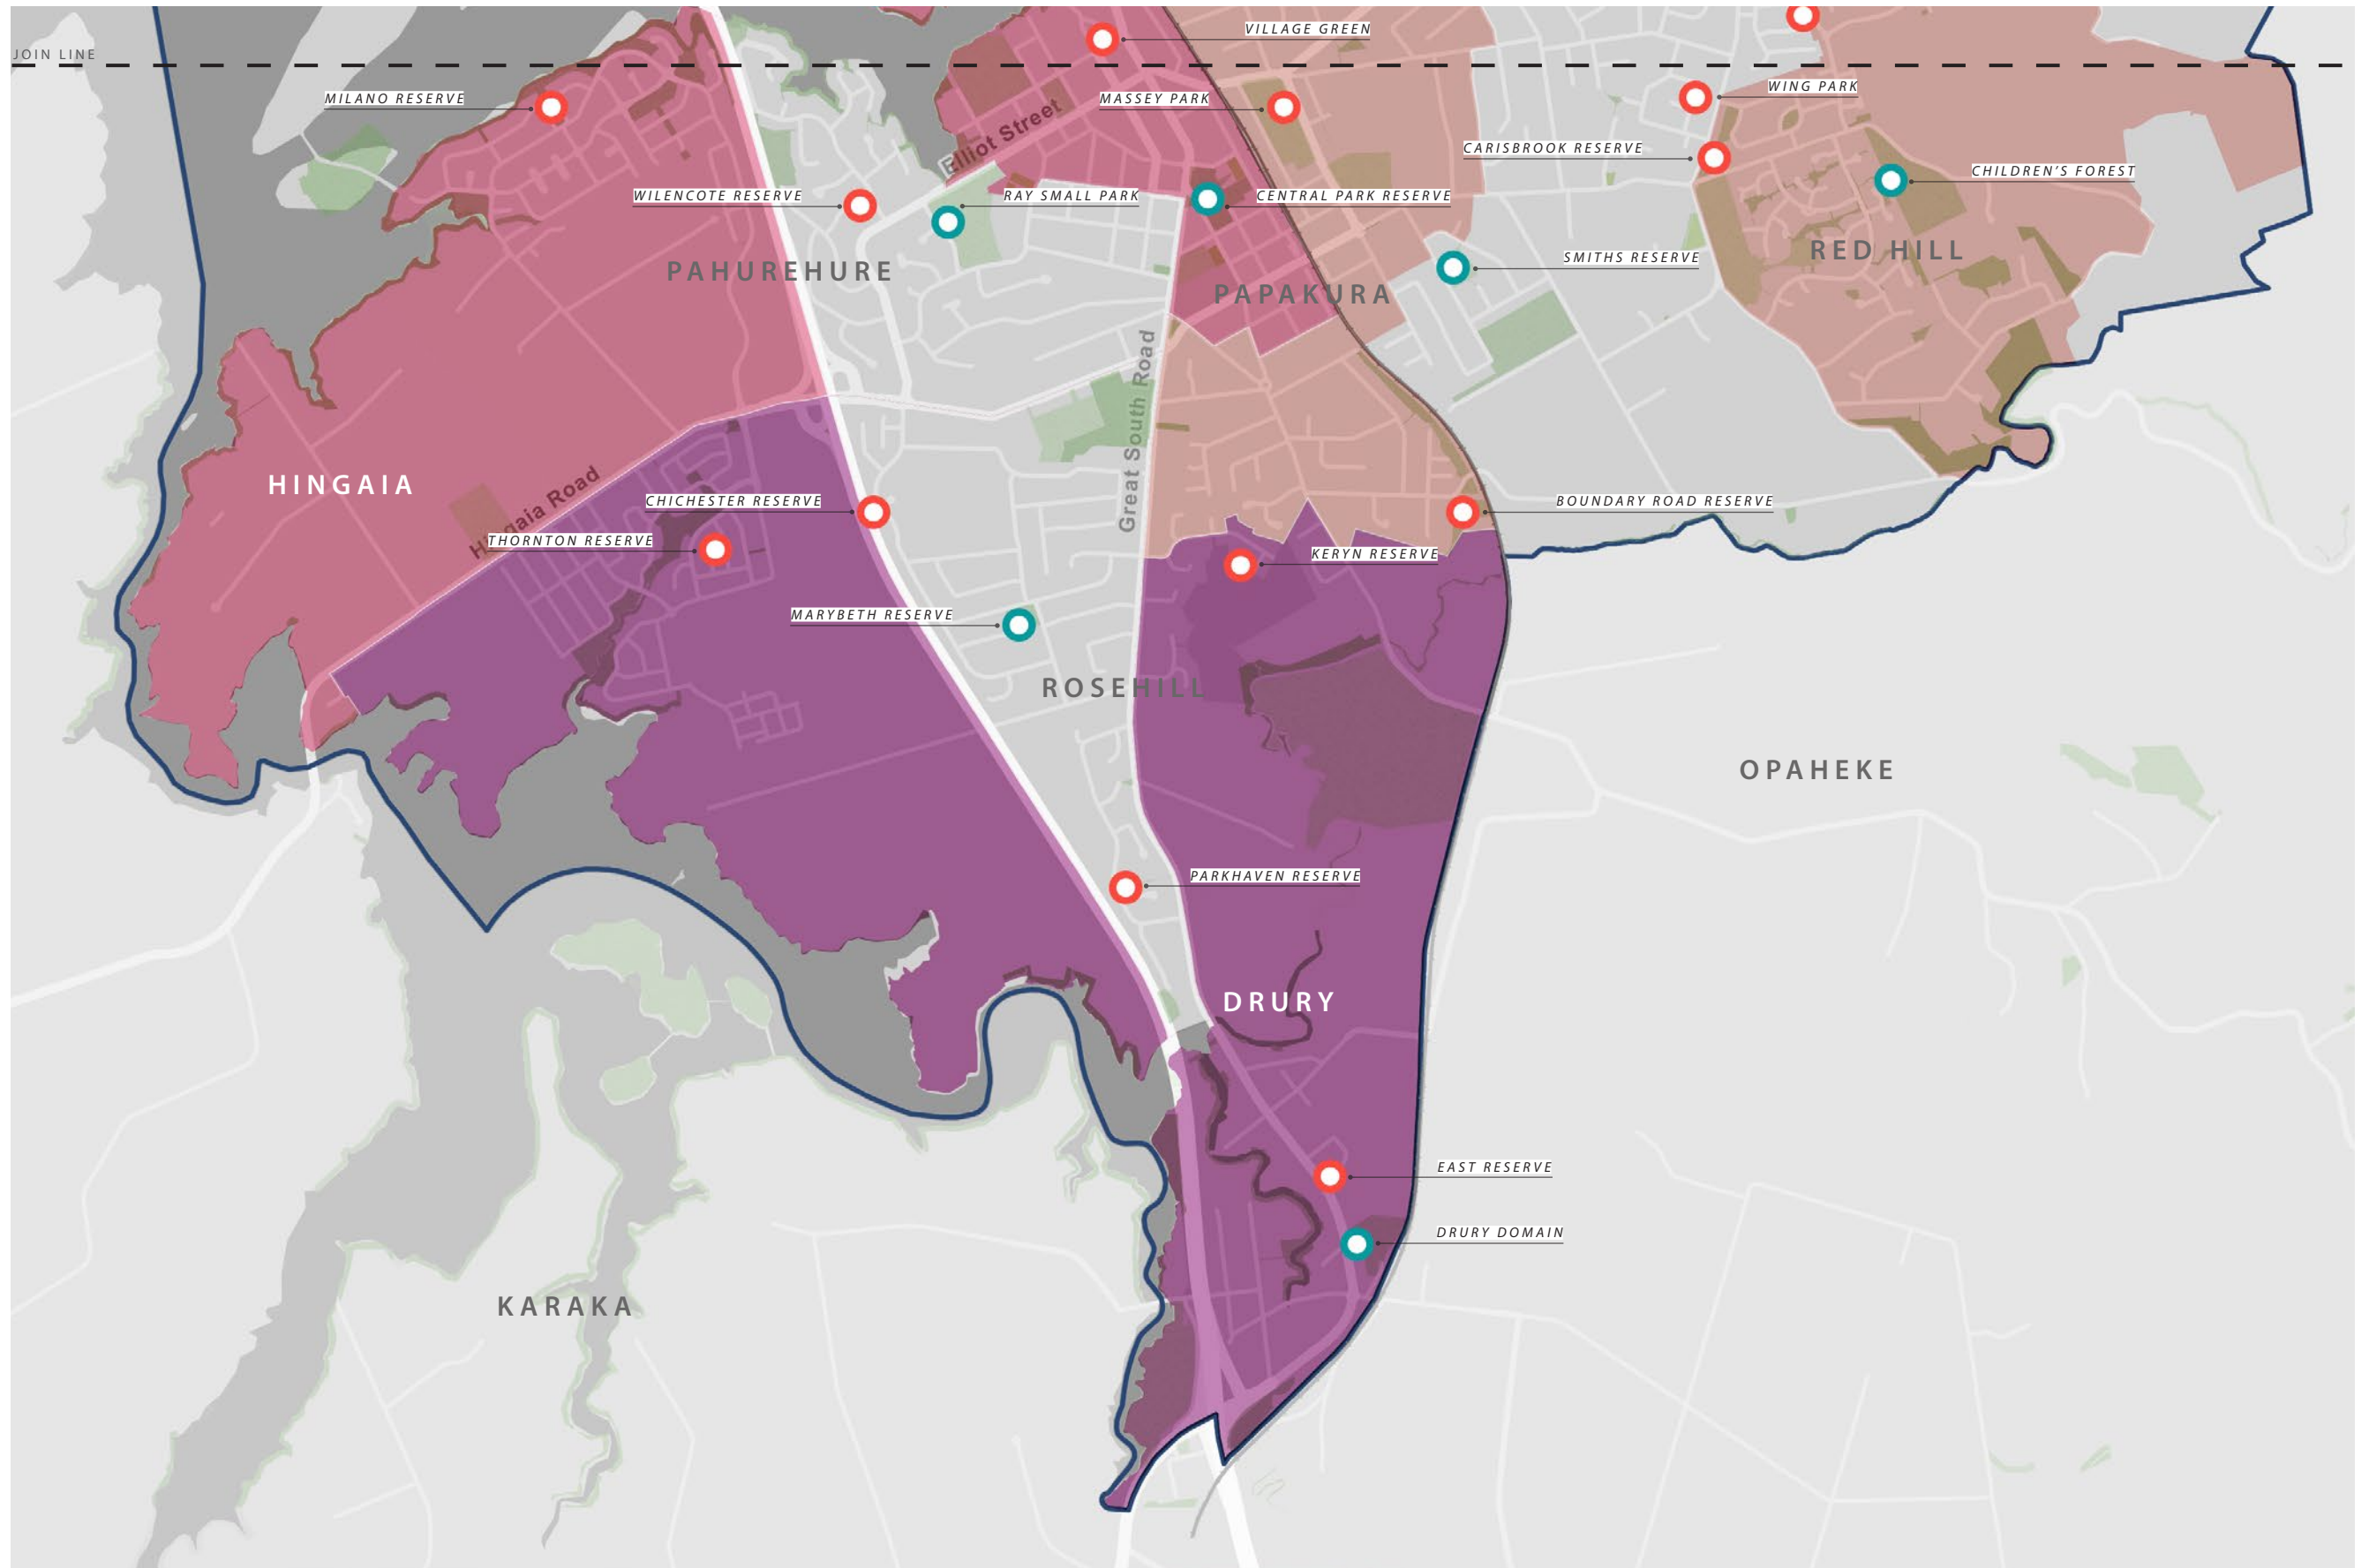 VILLAGE GREEN
JOIN LINE
WING PARK
MILANO RESERVE
MASSEY PARK
Elliot Street
CARISBROOK RESERVE
CHILDREN'S FOREST
WILENCOTE RESERVE
RAY SMALL PARK
CENTRAL PARK RESERVE
RED HILL
SMITHS RESERVE
PAHUREHURE
PAPAKURA
Great South Road
HINGAIA
Hingaia Road
CHICHESTER RESERVE
BOUNDARY ROAD RESERVE
THORNTON RESERVE
KERYN RESERVE
MARYBETH RESERVE
ROSEHILL
OPAHEKE
PARKHAVEN RESERVE
DRURY
EAST RESERVE
DRURY DOMAIN
KARAKA